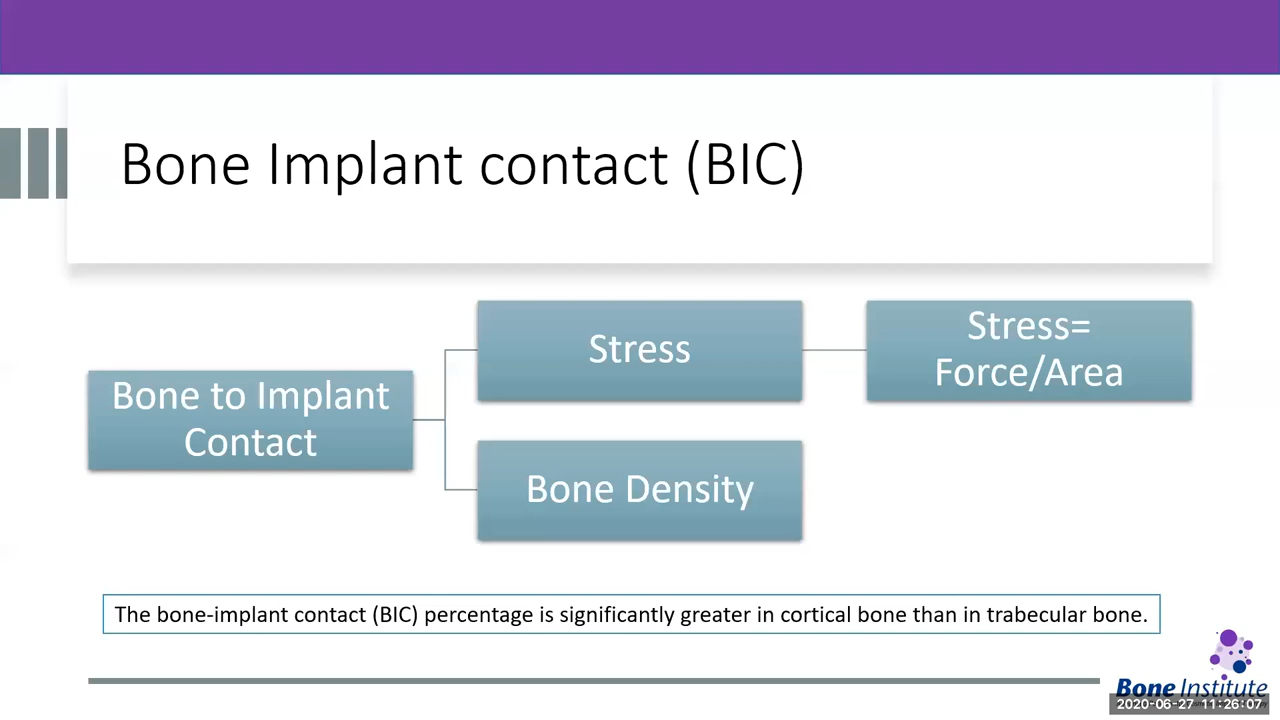 Bone Implant contact (BIC)
Stress
Stress=
Force/Area
Bone to Implant
Contact
Bone Density
The bone-implant contact (BIC) percentage is significantly greater in cortical bone than in trabecular bone.
Bone Institute
2020-06-27 11:26:07